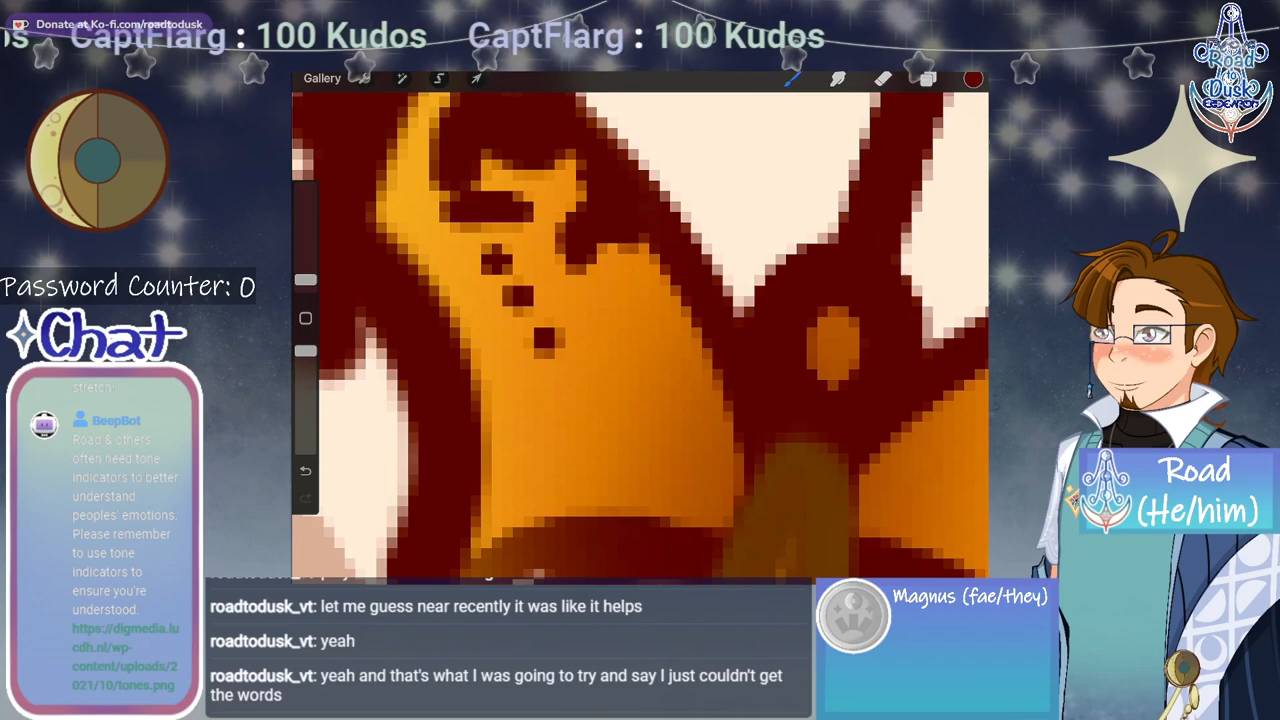 Donate at Ko-fi.com/roadtodusk
CaptFlarg : 100 Kudos CaptFlarg : 100 Kudos
Road
to
Dusk
Gallery
Password Counter: 0
Chat
stretch!
BeepBot
Road & others
often need tone
indicators to better
understand
peoples' emotions.
Please remember
to use tone
indicators to
ensure you're
understood.
https://digmedia.lu
cdh.nl/wp-
content/uploads/2
021/10/tones.png
roadtodusk_vt: let me guess near recently it was like it helps
roadtodusk_vt: yeah
roadtodusk_vt: yeah and that's what I was going to try and say I just couldn't get
the words
Magnus (fae/they)
Road
(He/him)